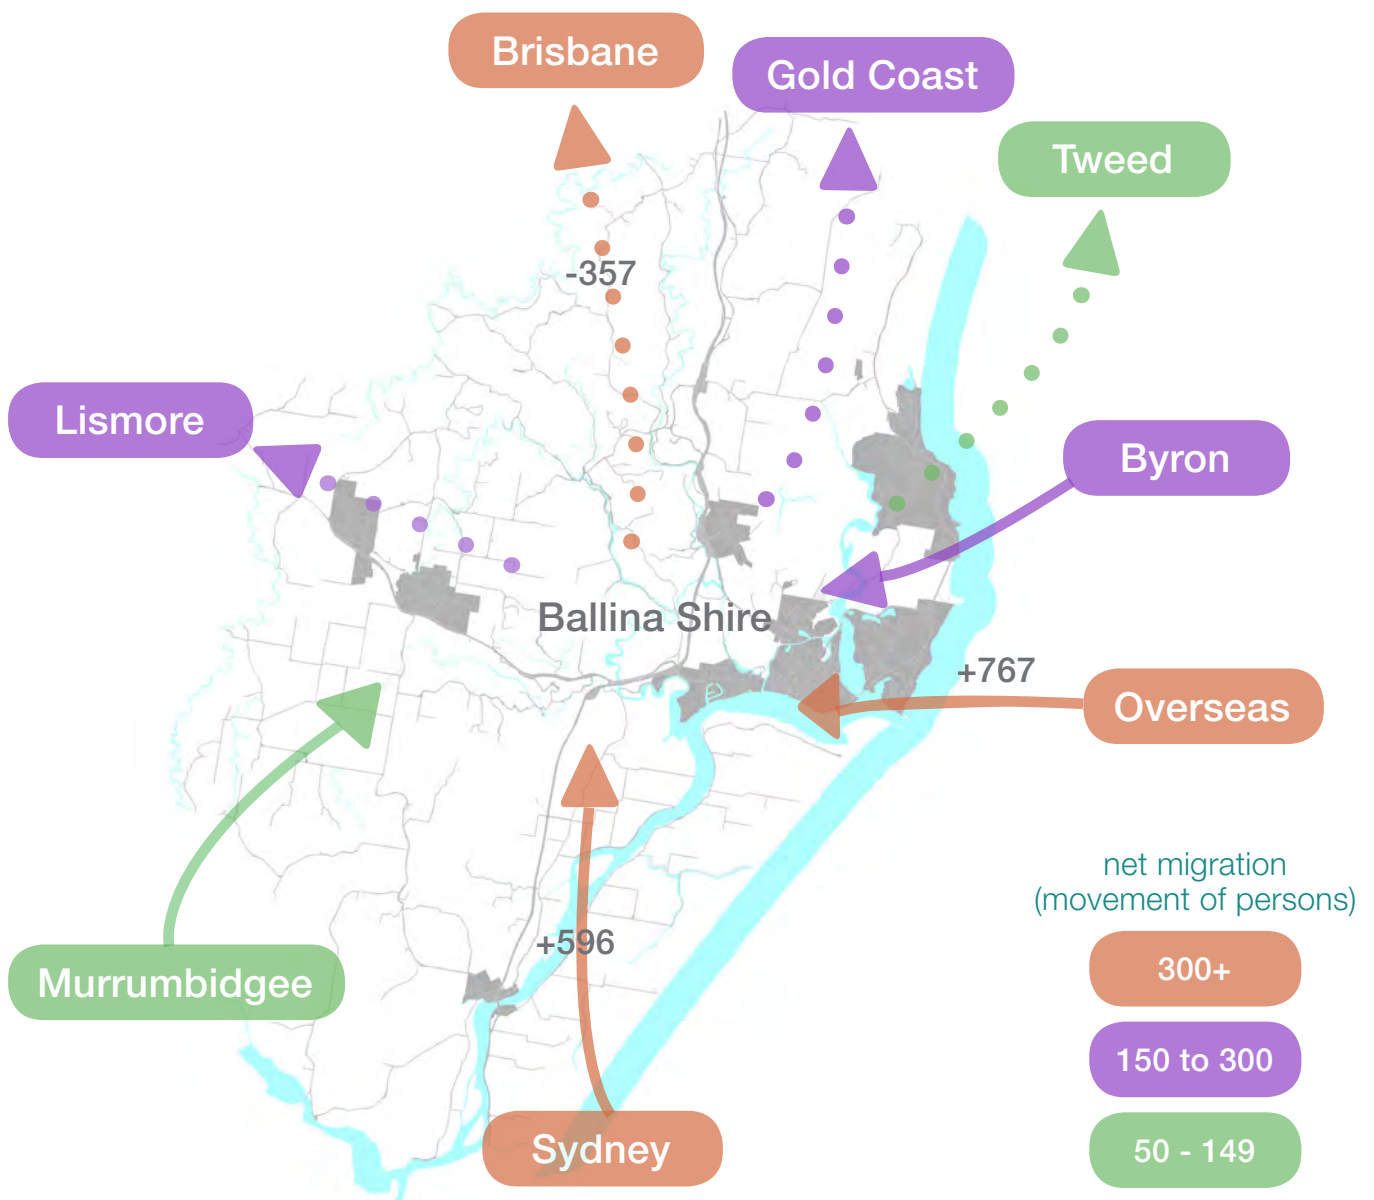 Brisbane
Gold Coast
Tweed
-357
Lismore
Byron
Ballina Shire
+767
Overseas
net migration
(movement of persons)
+596
Murrumbidgee
300+
150 to 300
Sydney
50 - 149